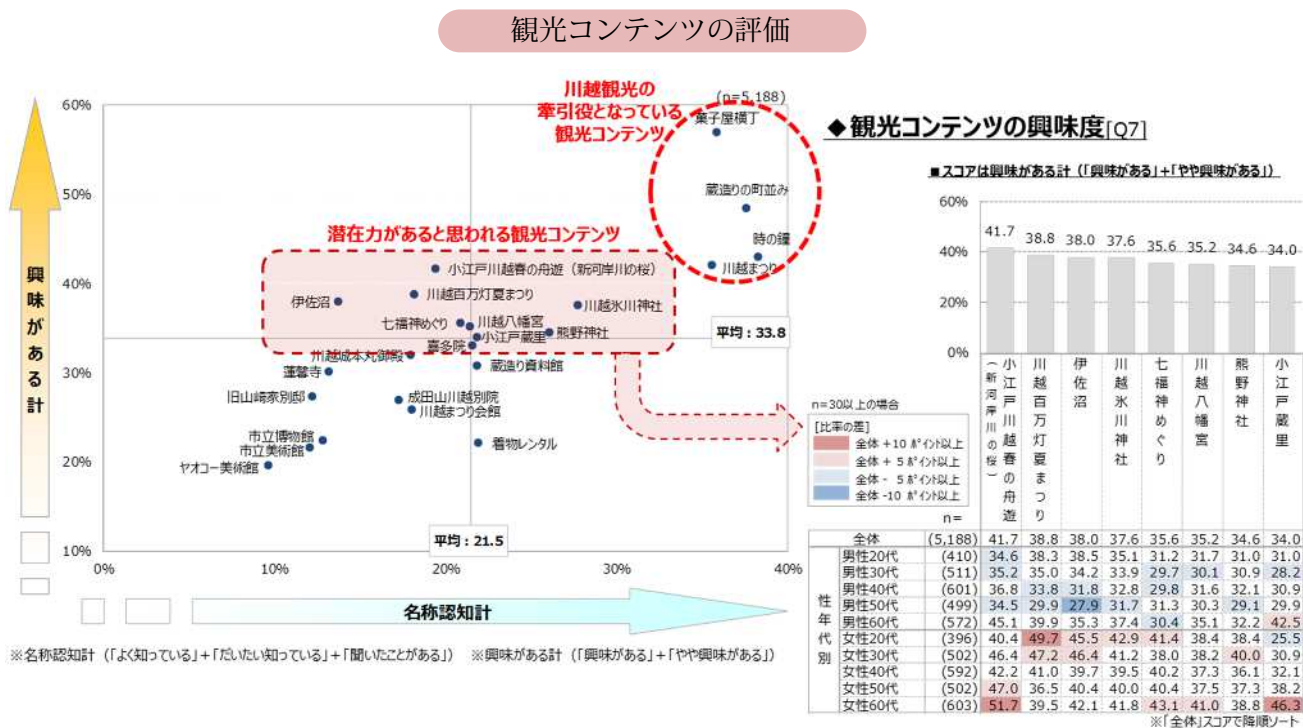 観光コンテンツの評価
川越観光の
牽引役となっている
観光コンテンツ
(n=5,188)
60%
50%
40%
30%
20%
10%
0%
10%
20%
30%
40%
興味がある計
名称認知計
菓子屋横丁
蔵造りの町並み
時の鐘
川越まつり
潜在力があると思われる観光コンテンツ
小江戸川越春の舟遊（新河岸川の桜）
伊佐沼
川越百万灯夏まつり
川越氷川神社
七福神めぐり
川越八幡宮
小江戸蔵里
熊野神社
喜多院
川越城本丸御殿
蔵造り資料館
蓮馨寺
旧山崎家別邸
成田山川越別院
川越まつり会館
市立博物館
市立美術館
着物レンタル
ヤオコー美術館
平均：33.8
平均：21.5
※名称認知計（「よく知っている」+「だいたい知っている」+「聞いたことがある」）　※興味がある計（「興味がある」+「やや興味がある」）
◆観光コンテンツの興味度[Q7]
■スコアは興味がある計（「興味がある」+「やや興味がある」）
60%
40%
20%
0%
41.7 38.8 38.0 37.6 35.6 35.2 34.6 34.0
小江戸川越春の舟遊
（新河岸川の桜）
川越百万灯夏まつり
伊佐沼
川越氷川神社
七福神めぐり
川越八幡宮
熊野神社
小江戸蔵里
n=30以上の場合
[比率の差]
全体 +10 ﾎﾟｲﾝﾄ以上
全体 + 5 ﾎﾟｲﾝﾄ以上
全体 - 5 ﾎﾟｲﾝﾄ以上
全体 -10 ﾎﾟｲﾝﾄ以上
n=
全体 (5,188) 41.7 38.8 38.0 37.6 35.6 35.2 34.6 34.0
性年代別
男性20代 (410) 34.6 38.3 38.5 35.1 31.2 31.7 31.0 31.0
男性30代 (511) 35.2 35.0 34.2 33.9 29.7 30.1 30.9 28.2
男性40代 (601) 36.8 33.8 31.8 32.8 29.8 31.6 32.1 30.9
男性50代 (499) 34.5 29.9 27.9 31.7 31.3 30.3 29.1 29.9
男性60代 (572) 45.1 39.9 35.3 37.4 30.4 35.1 32.2 42.5
女性20代 (396) 40.4 49.7 45.5 42.9 41.4 38.4 38.4 25.5
女性30代 (502) 46.4 47.2 46.4 41.2 38.0 38.2 40.0 30.9
女性40代 (592) 42.2 41.0 39.7 39.5 40.2 37.3 36.1 32.1
女性50代 (502) 47.0 36.5 40.4 40.0 40.4 37.5 37.3 38.2
女性60代 (603) 51.7 39.5 42.1 41.8 43.1 41.0 38.8 46.3
※「全体」スコアで降順ソート